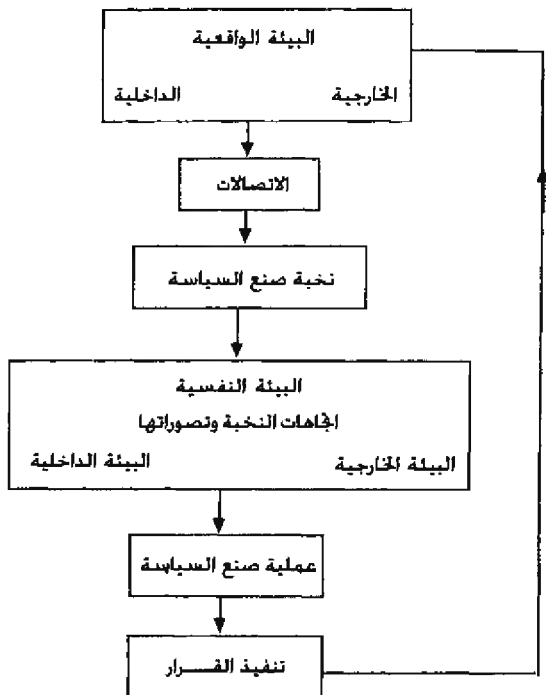 البيئة الواقعية
الخارجية الداخلية
الاتصالات
نخبة صنع السياسة
البيئة النفسية
اتجاهات النخبة وتصوراتها
البيئة الخارجية البيئة الداخلية
عملية صنع السياسة
تنفيذ القـــرار